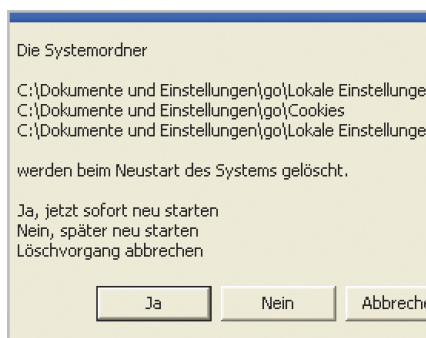 Die Systemordner
C:\Dokumente und Einstellungen\go\Lokale Einstellunge
C:\Dokumente und Einstellungen\go\Cookies
C:\Dokumente und Einstellungen\go\Lokale Einstellunge
werden beim Neustart des Systems gelöscht.
Ja, jetzt sofort neu starten
Nein, später neu starten
Löschvorgang abbrechen
Ja Nein Abbreche